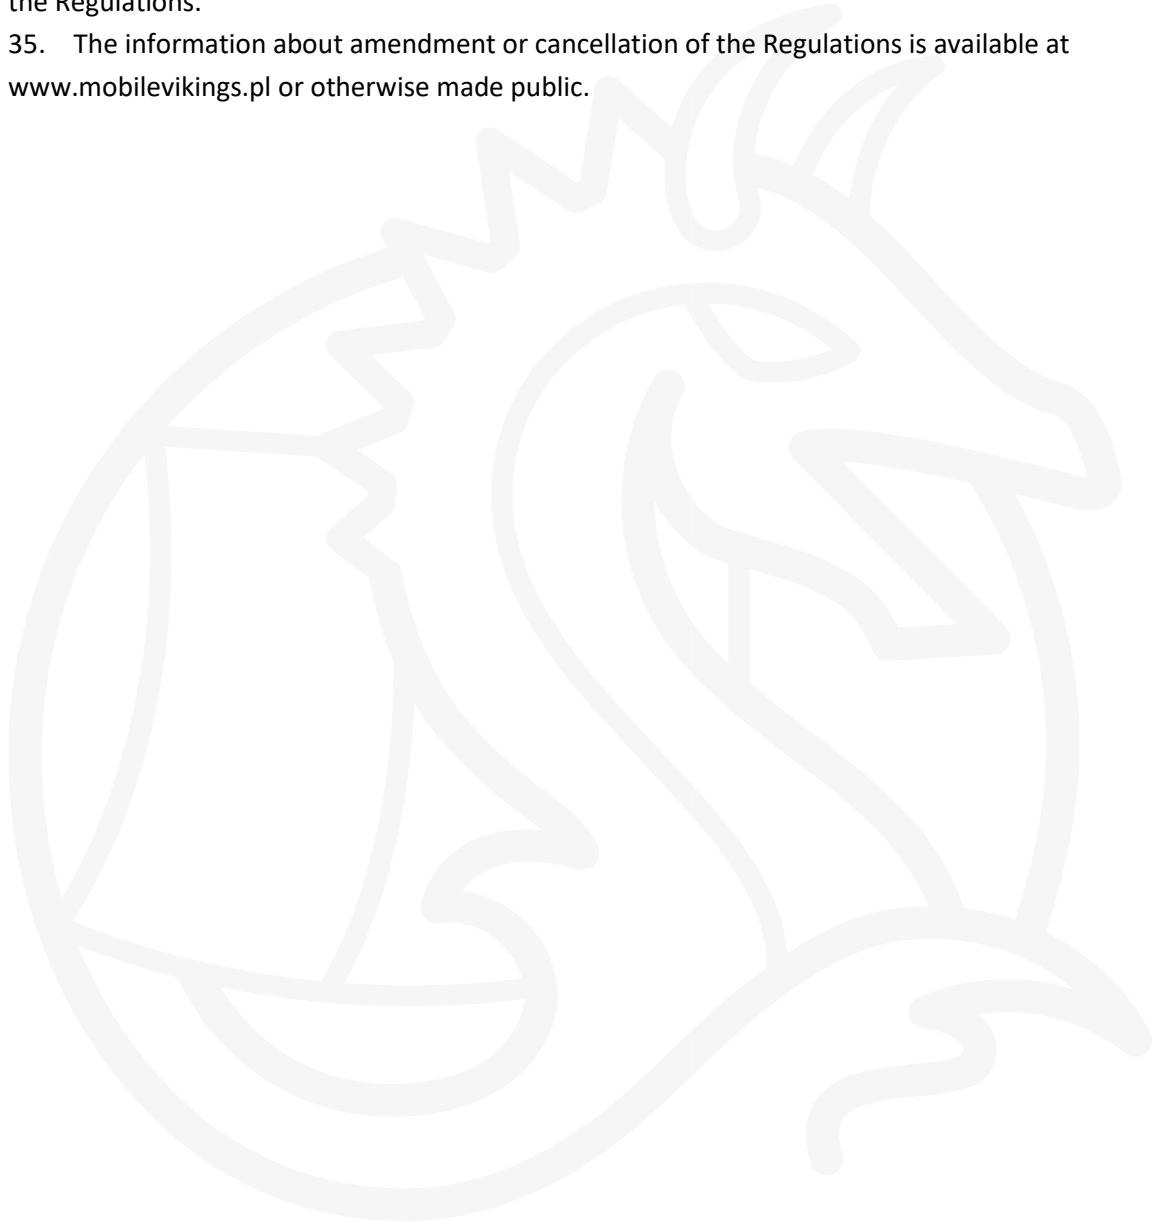 the Regulations.
35. The information about amendment or cancellation of the Regulations is available at
www.mobilevikings.pl or otherwise made public.